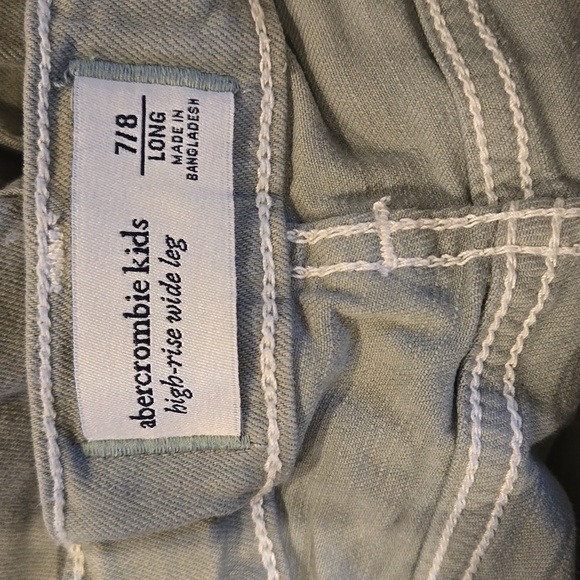 abercrombie kids
high-rise wide leg
7/8
LONG
MADE IN
BANGLADESH